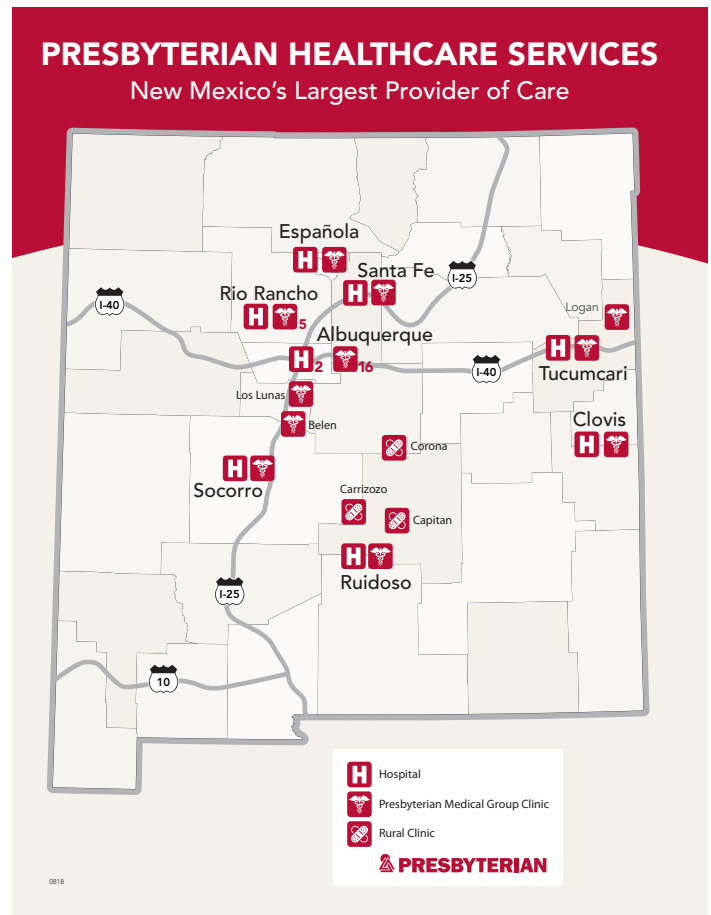 PRESBYTERIAN HEALTHCARE SERVICES
New Mexico's Largest Provider of Care
Española
H
Santa Fe
H
I-25
Rio Rancho
H 5
I-40
Logan
Albuquerque
H 2 16
H
I-40
Tucumcari
Los Lunas
Belen
Clovis
H
Corona
H
Socorro
Carrizozo
Capitan
H
Ruidoso
I-25
10
H Hospital
Presbyterian Medical Group Clinic
Rural Clinic
PRESBYTERIAN
0818